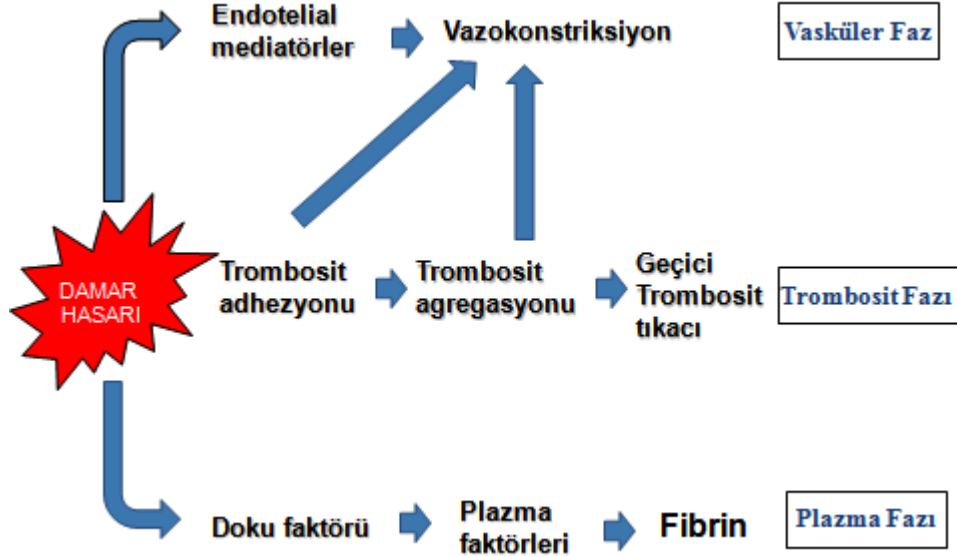 Endotelial
mediatörler
Vazokonstriksiyon
Vasküler Faz
DAMAR
HASARI
Trombosit
adhezyonu
Trombosit
agregasyonu
Geçici
Trombosit
tıkacı
Trombosit Fazı
Doku faktörü
Plazma
faktörleri
Fibrin
Plazma Fazı